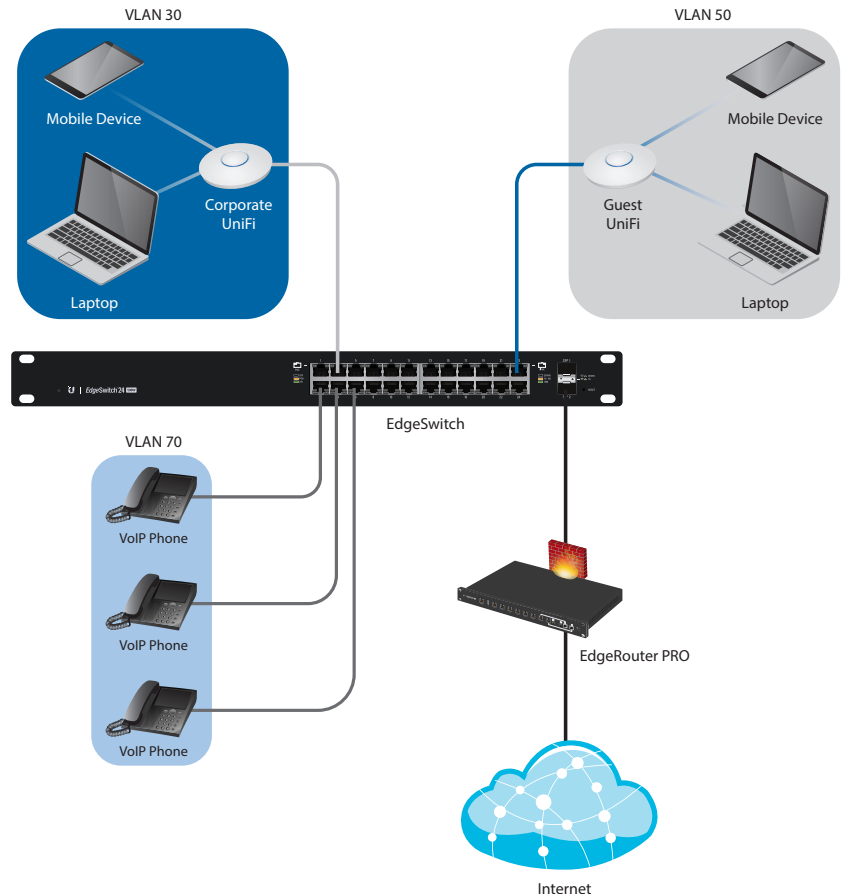 VLAN 30
VLAN 50
Mobile Device
Mobile Device
Corporate
UniFi
Guest
UniFi
Laptop
Laptop
EdgeSwitch 24
EdgeSwitch
VLAN 70
VoIP Phone
VoIP Phone
VoIP Phone
EdgeRouter PRO
Internet